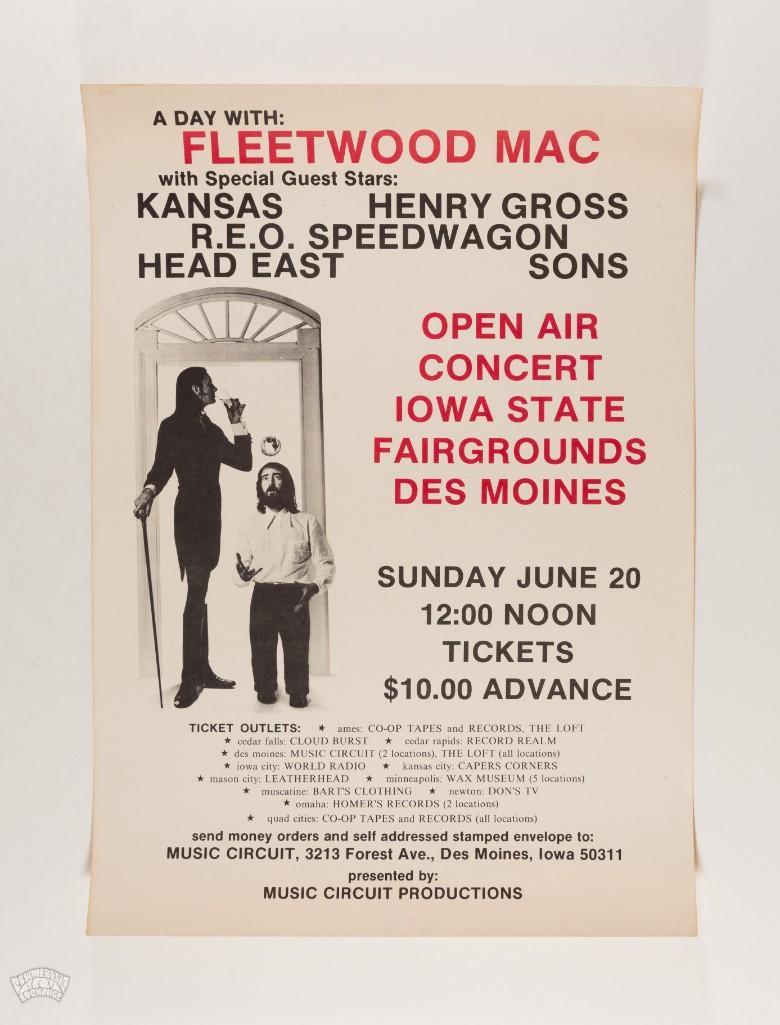 A DAY WITH:
FLEETWOOD MAC
with Special Guest Stars:
KANSAS HENRY GROSS
R.E.O. SPEEDWAGON
HEAD EAST SONS
OPEN AIR
CONCERT
IOWA STATE
FAIRGROUNDS
DES MOINES
SUNDAY JUNE 20
12:00 NOON
TICKETS
$10.00 ADVANCE
TICKET OUTLETS: ★ ames: CO-OP TAPES and RECORDS, THE LOFT
★ cedar falls: CLOUD BURST ★ cedar rapids: RECORD REALM
★ des moines: MUSIC CIRCUIT (2 locations), THE LOFT (all locations)
★ iowa city: WORLD RADIO ★ kansas city: CAPERS CORNERS
★ mason city: LEATHERHEAD ★ minneapolis: WAX MUSEUM (5 locations)
★ muscatine: BART'S CLOTHING ★ newton: DON'S TV
★ omaha: HOMER'S RECORDS (2 locations)
★ quad cities: CO-OP TAPES and RECORDS (all locations)
send money orders and self addressed stamped envelope to:
MUSIC CIRCUIT, 3213 Forest Ave., Des Moines, Iowa 50311
presented by:
MUSIC CIRCUIT PRODUCTIONS
PSYCHEDELIC
ART
EXCHANGE